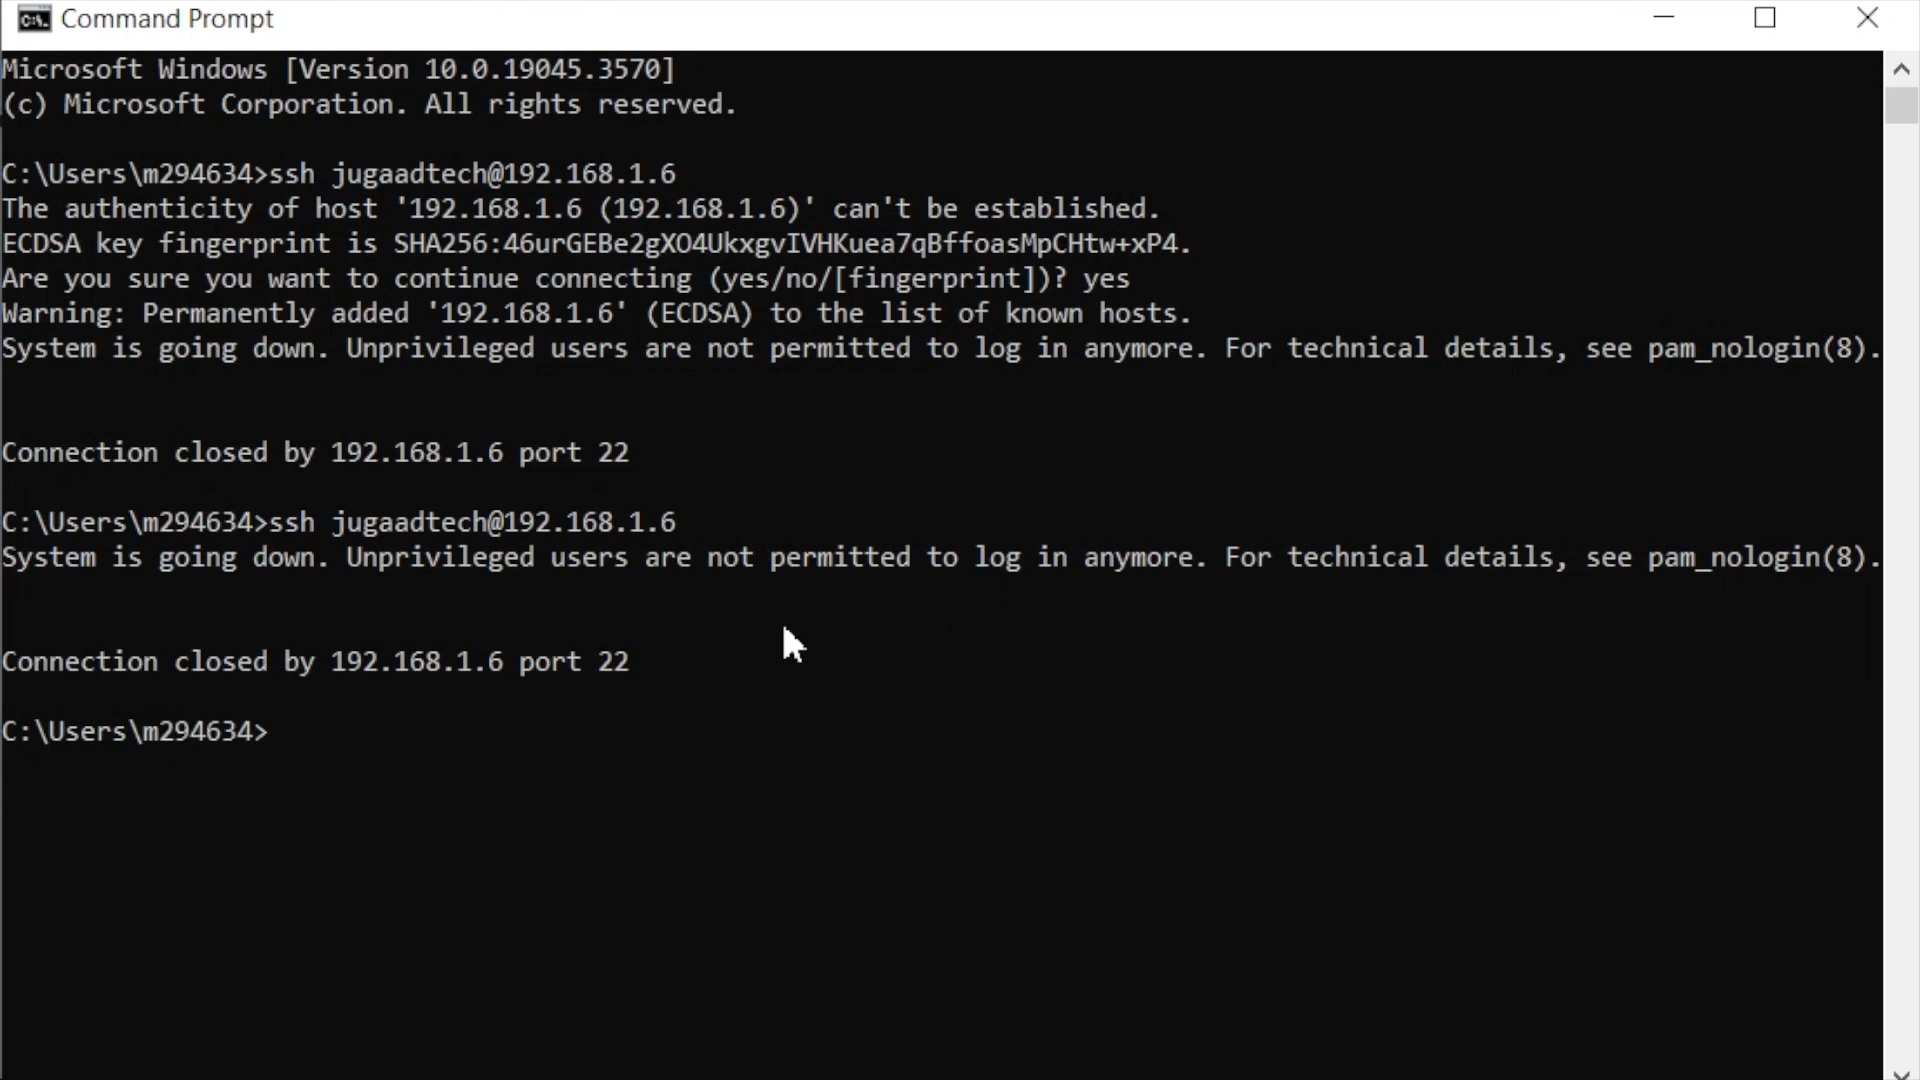 Command Prompt
Microsoft Windows [Version 10.0.19045.3570]
(c) Microsoft Corporation. All rights reserved.
C:\Users\m294634>ssh jugaadtech@192.168.1.6
The authenticity of host '192.168.1.6 (192.168.1.6)' can't be established.
ECDSA key fingerprint is SHA256:46urGEBe2gXO4UkxgvIVHKuea7qBffoasMpCHtw+xP4.
Are you sure you want to continue connecting (yes/no/[fingerprint])? yes
Warning: Permanently added '192.168.1.6' (ECDSA) to the list of known hosts.
System is going down. Unprivileged users are not permitted to log in anymore. For technical details, see pam_nologin(8).
Connection closed by 192.168.1.6 port 22
C:\Users\m294634>ssh jugaadtech@192.168.1.6
System is going down. Unprivileged users are not permitted to log in anymore. For technical details, see pam_nologin(8).
Connection closed by 192.168.1.6 port 22
C:\Users\m294634>